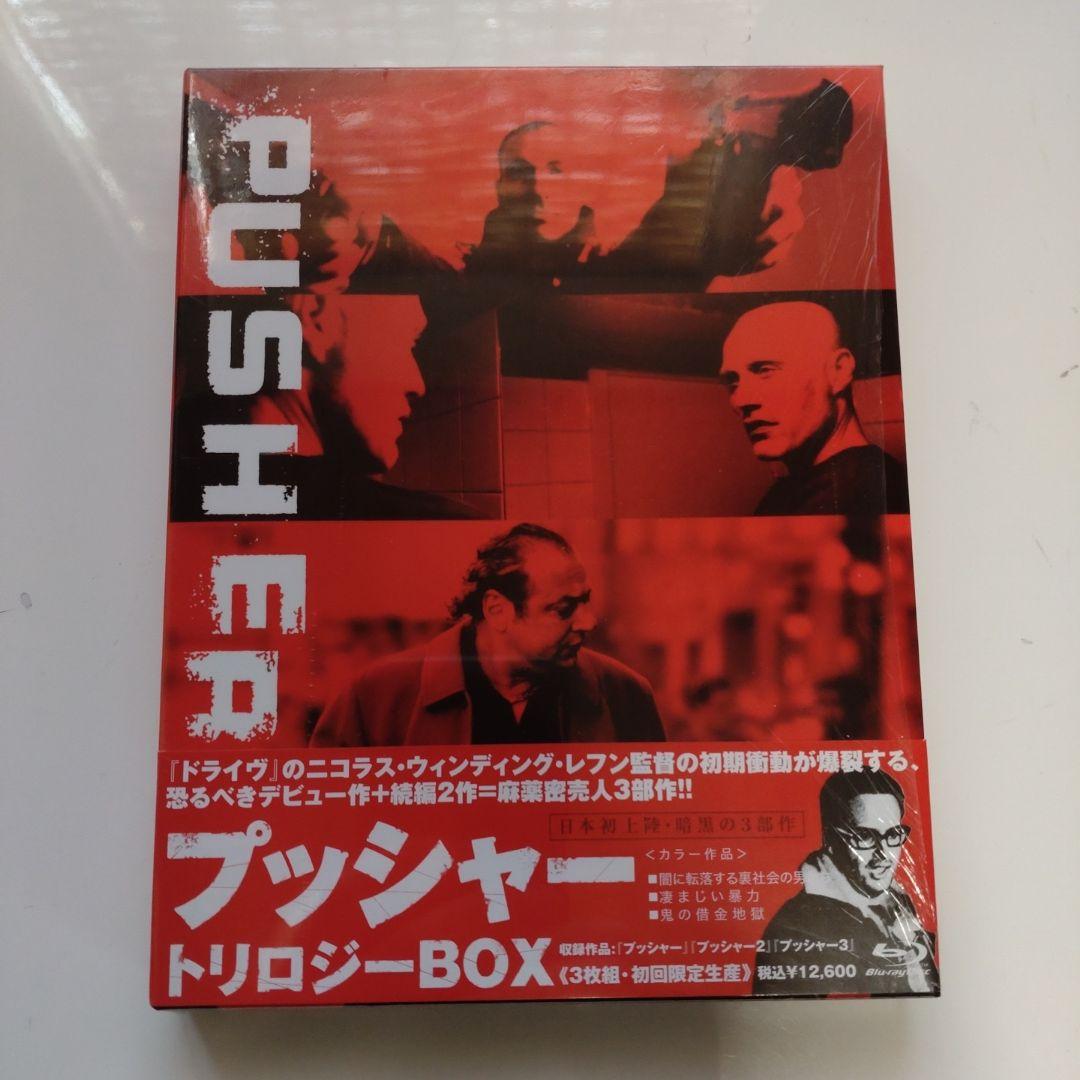 PUSHER
『ドライヴ』のニコラス・ウィンディング・レフン監督の初期衝動が爆裂する、
恐るべきデビュー作+続編2作=麻薬密売人3部作!!
日本初上陸・暗黒の3部作
プッシャー
トリロジーBOX
<カラー作品>
■闇に転落する裏社会の男
■凄まじい暴力
■鬼の借金地獄
収録作品:『プッシャー』『プッシャー2』『プッシャー3』
《3枚組・初回限定生産》 税込¥12,600
Blu-ray Disc